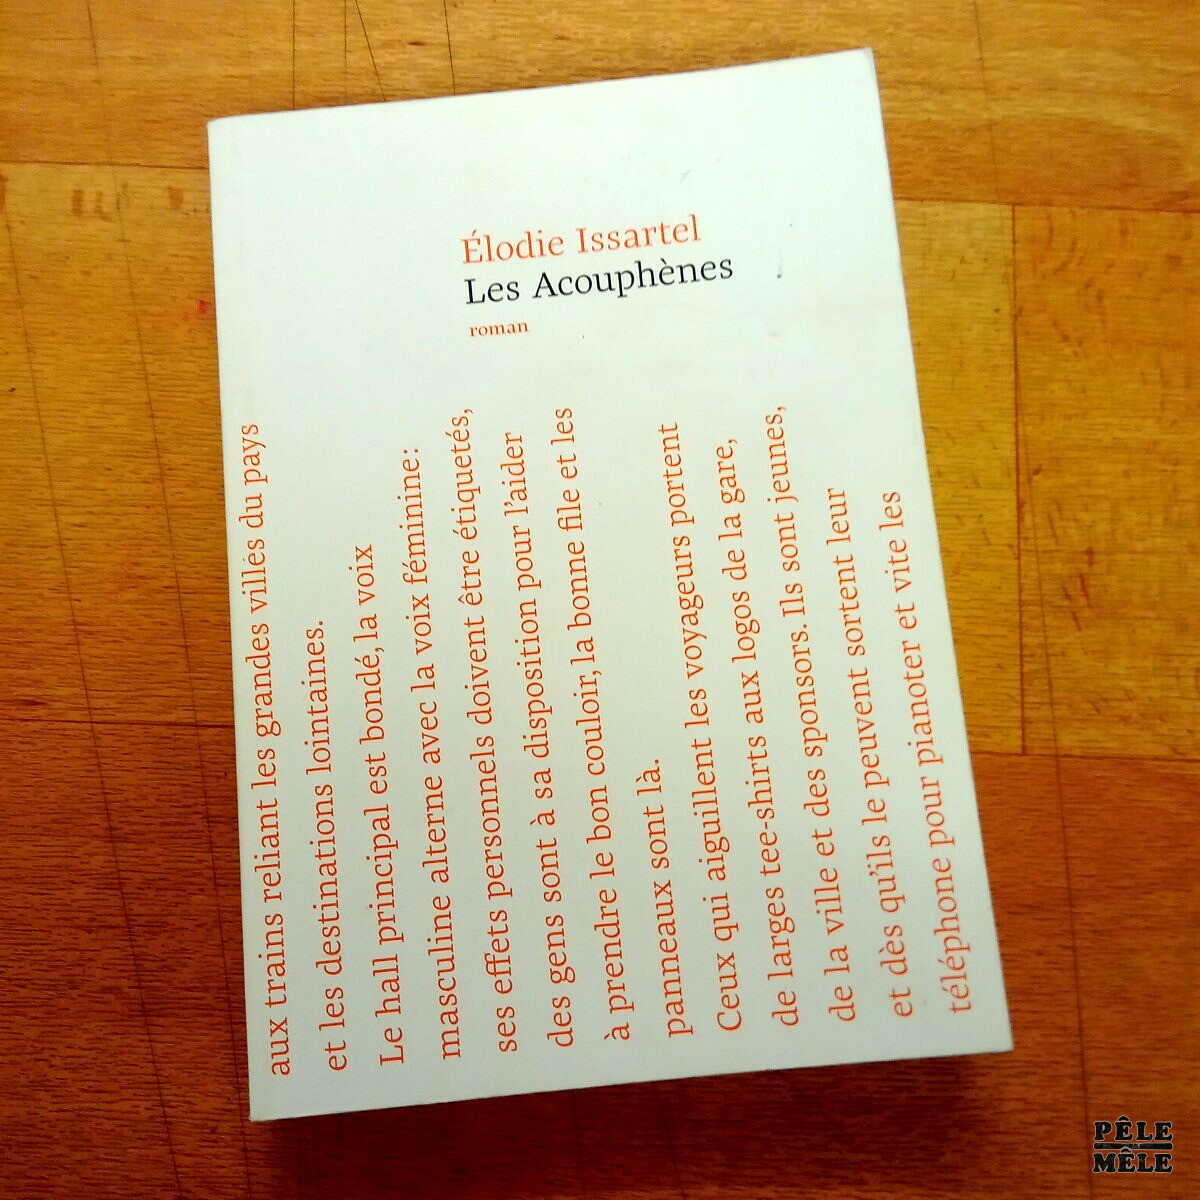 Élodie Issartel
Les Acouphènes
roman
aux trains reliant les grandes villes du pays
et les destinations lointaines.
Le hall principal est bondé, la voix
masculine alterne avec la voix féminine:
ses effets personnels doivent être étiquetés,
des gens sont à sa disposition pour l'aider
à prendre le bon couloir, la bonne file et les
panneaux sont là.
Ceux qui aiguillent les voyageurs portent
de larges tee-shirts aux logos de la gare,
de la ville et des sponsors. Ils sont jeunes,
et dès qu'ils le peuvent sortent leur
téléphone pour pianoter et vite les
PÊLE
MÊLE